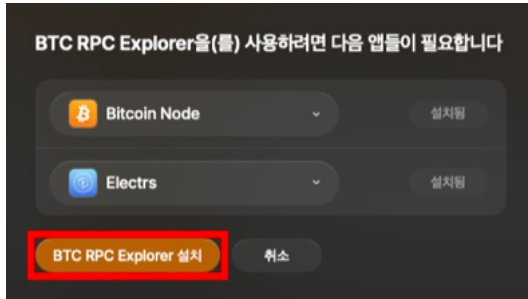 BTC RPC Explorer을(를) 사용하려면 다음 앱들이 필요합니다
Bitcoin Node 설치됨
Electrs 설치됨
BTC RPC Explorer 설치 취소